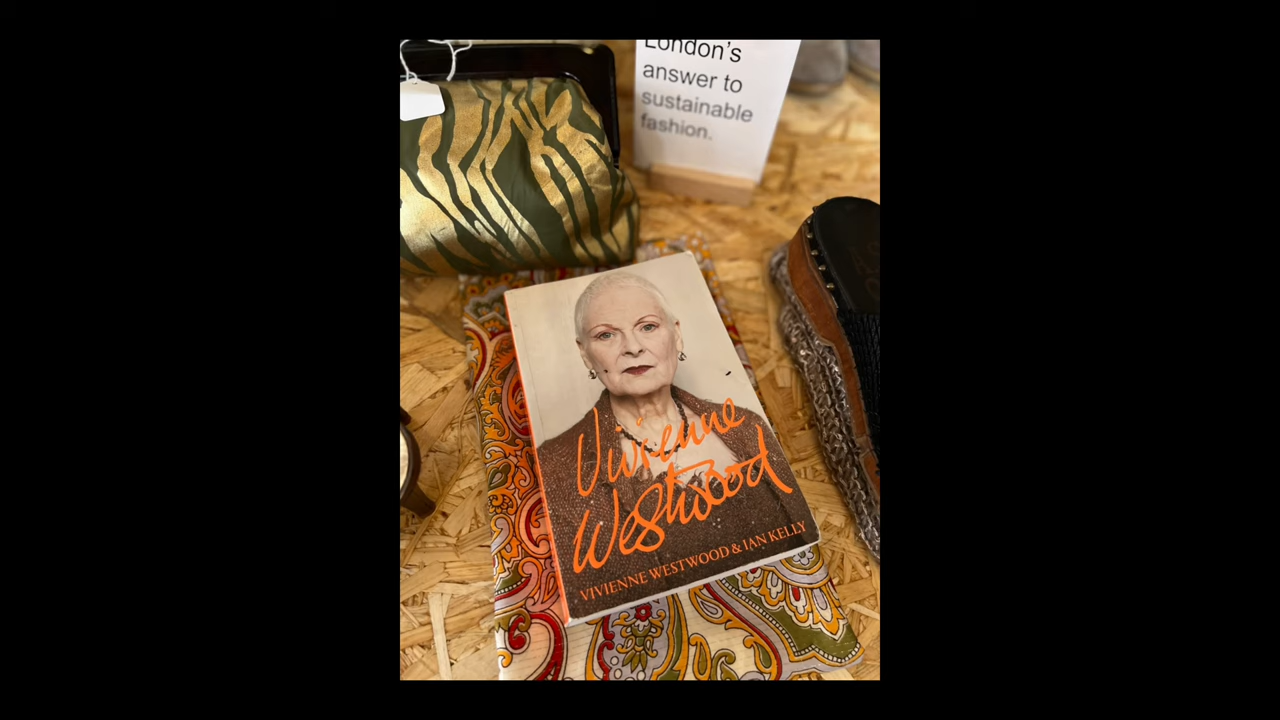 London's
answer to
sustainable
fashion.
Vivienne
Westwood
VIVIENNE WESTWOOD & IAN KELLY